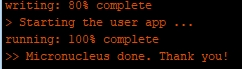 writing: 80% complete
> Starting the user app ...
running: 100% complete
>> Micronucleus done. Thank you!